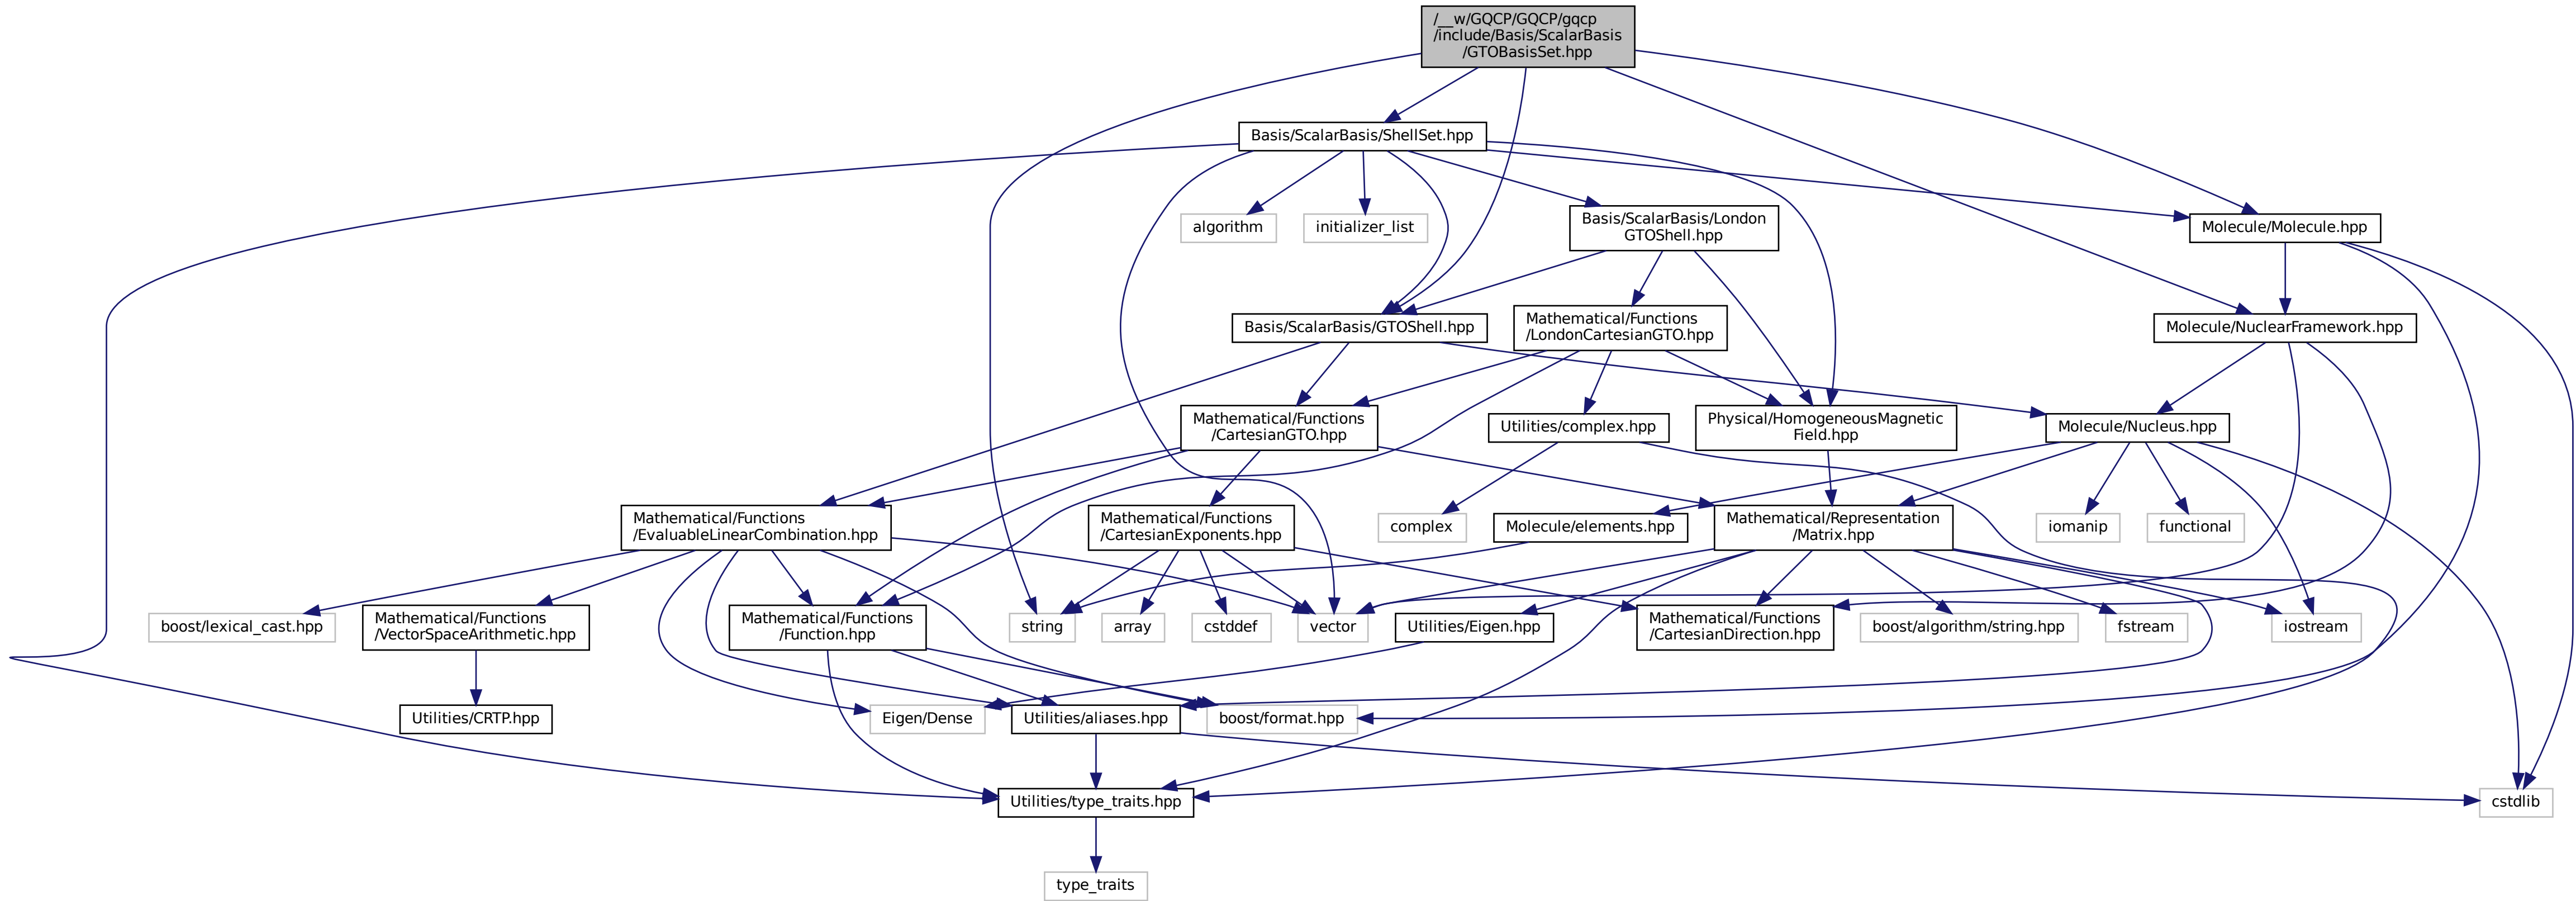 /__w/GQCP/GQCP/gqcp
/include/Basis/ScalarBasis
/GTOBasisSet.hpp
Basis/ScalarBasis/ShellSet.hpp
algorithm
initializer_list
Basis/ScalarBasis/London
GTOShell.hpp
Molecule/Molecule.hpp
Basis/ScalarBasis/GTOShell.hpp
Mathematical/Functions
/LondonCartesianGTO.hpp
Molecule/NuclearFramework.hpp
Mathematical/Functions
/CartesianGTO.hpp
Utilities/complex.hpp
Physical/HomogeneousMagnetic
Field.hpp
Molecule/Nucleus.hpp
Mathematical/Functions
/EvaluableLinearCombination.hpp
Mathematical/Functions
/CartesianExponents.hpp
complex
Molecule/elements.hpp
Mathematical/Representation
/Matrix.hpp
iomanip
functional
boost/lexical_cast.hpp
Mathematical/Functions
/VectorSpaceArithmetic.hpp
Mathematical/Functions
/Function.hpp
string
array
cstddef
vector
Utilities/Eigen.hpp
Mathematical/Functions
/CartesianDirection.hpp
boost/algorithm/string.hpp
fstream
iostream
Utilities/CRTP.hpp
Eigen/Dense
Utilities/aliases.hpp
boost/format.hpp
Utilities/type_traits.hpp
cstdlib
type_traits